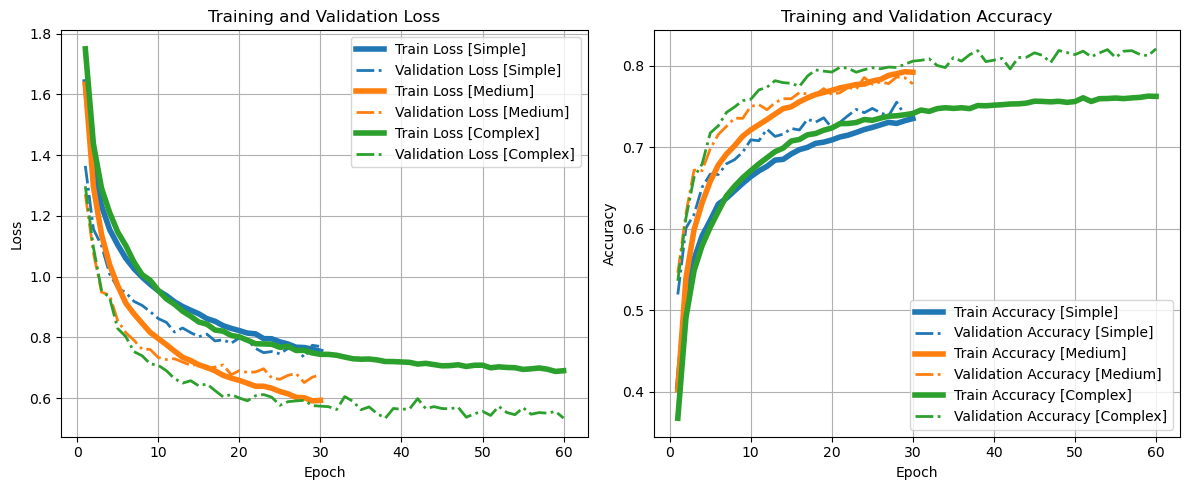 Training and Validation Loss
1.8
1.6
1.4
1.2
1.0
0.8
0.6
Loss
0
10
20
30
40
50
60
Epoch
Train Loss [Simple]
Validation Loss [Simple]
Train Loss [Medium]
Validation Loss [Medium]
Train Loss [Complex]
Validation Loss [Complex]
Training and Validation Accuracy
0.8
0.7
0.6
0.5
0.4
Accuracy
0
10
20
30
40
50
60
Epoch
Train Accuracy [Simple]
Validation Accuracy [Simple]
Train Accuracy [Medium]
Validation Accuracy [Medium]
Train Accuracy [Complex]
Validation Accuracy [Complex]